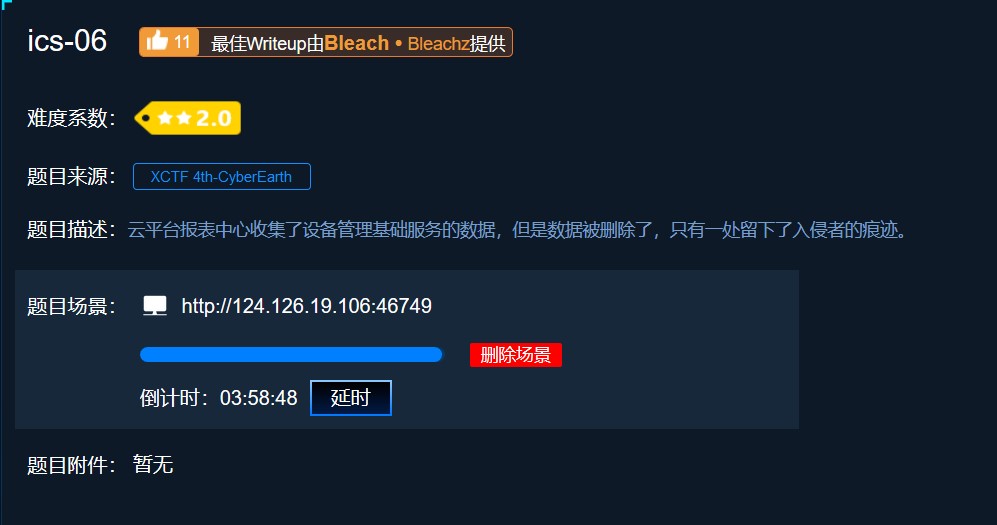 ics-06 11 最佳Writeup由Bleach • Bleachz提供
难度系数: 2.0
题目来源: XCTF 4th-CyberEarth
题目描述: 云平台报表中心收集了设备管理基础服务的数据，但是数据被删除了，只有一处留下了入侵者的痕迹。
题目场景: http://124.126.19.106:46749
删除场景
倒计时: 03:58:48 延时
题目附件: 暂无